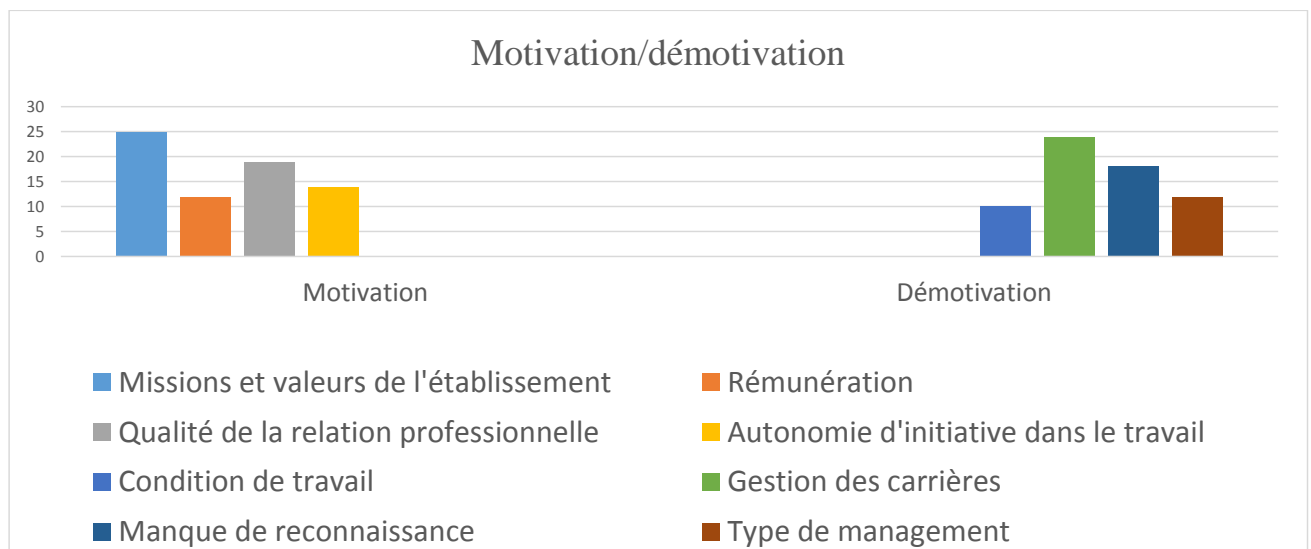 Motivation/démotivation
30
25
20
15
10
5
0
Motivation
Démotivation
Missions et valeurs de l'établissement
Rémunération
Qualité de la relation professionnelle
Autonomie d'initiative dans le travail
Condition de travail
Gestion des carrières
Manque de reconnaissance
Type de management